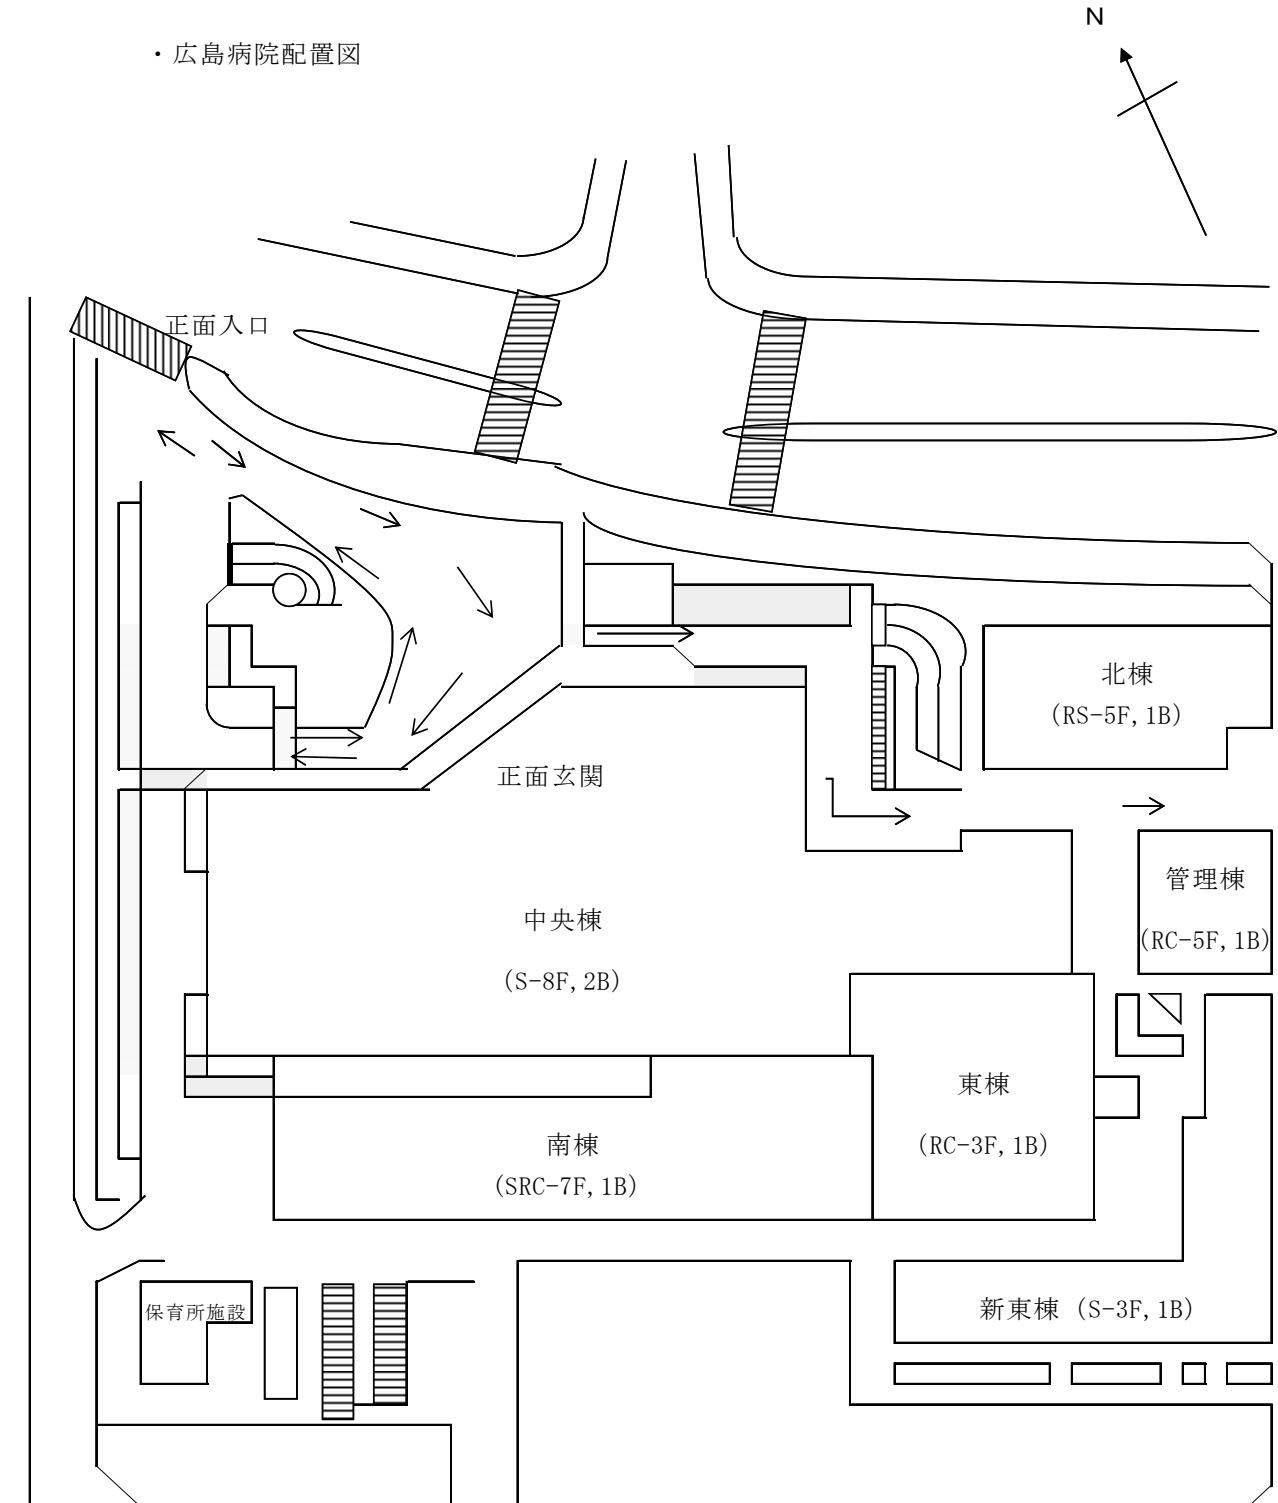 N
・広島病院配置図
正面入口
北棟
(RS-5F,1B)
正面玄関
管理棟
(RC-5F,1B)
中央棟
(S-8F,2B)
東棟
(RC-3F,1B)
南棟
(SRC-7F,1B)
保育所施設
新東棟 (S-3F,1B)